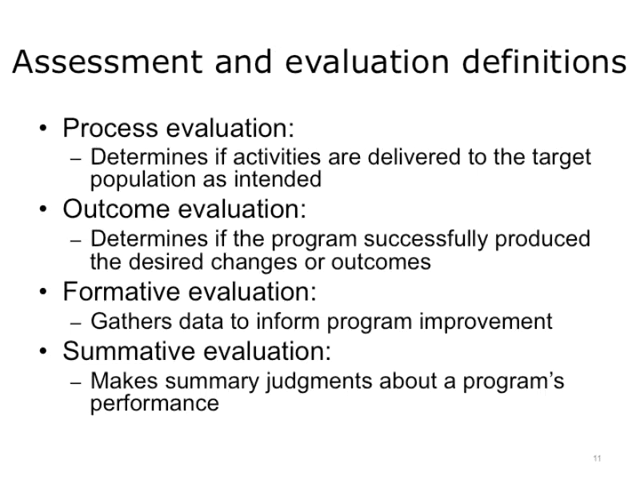 Assessment and evaluation definitions
• Process evaluation:
– Determines if activities are delivered to the target
population as intended
• Outcome evaluation:
– Determines if the program successfully produced
the desired changes or outcomes
• Formative evaluation:
– Gathers data to inform program improvement
• Summative evaluation:
– Makes summary judgments about a program’s
performance
11